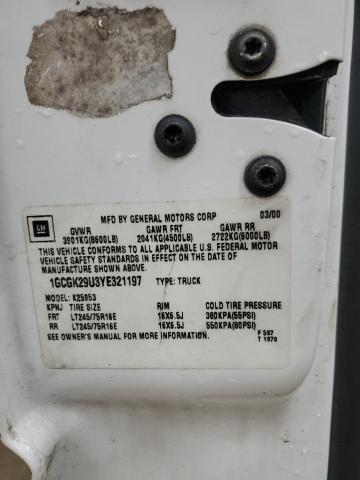 MFD BY GENERAL MOTORS CORP 03/00
GM
GVWR GAWR FRT GAWR RR
3901KG(8600LB) 2041KG(4500LB) 2722KG(6000LB)
THIS VEHICLE CONFORMS TO ALL APPLICABLE U.S. FEDERAL MOTOR
VEHICLE SAFETY STANDARDS IN EFFECT ON THE DATE OF
MANUFACTURE SHOWN ABOVE.
1GCGK29U3YE321197 TYPE: TRUCK
MODEL: K25953
KPNJ TIRE SIZE RIM COLD TIRE PRESSURE
FRT LT245/75R16E 16X6.5J 380KPA(55PSI)
RR LT245/75R16E 16X6.5J 550KPA(80PSI)
SEE OWNER'S MANUAL FOR MORE INFORMATION.
F 597
T 1370